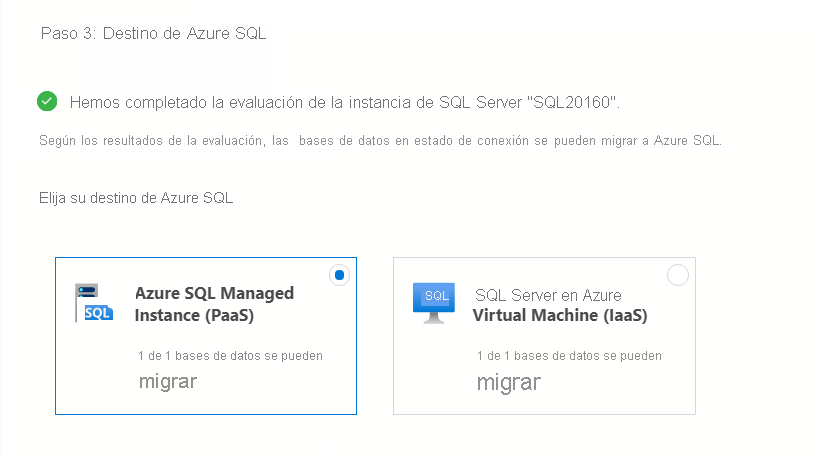 Paso 3: Destino de Azure SQL
Hemos completado la evaluación de la instancia de SQL Server "SQL20160".
Según los resultados de la evaluación, las bases de datos en estado de conexión se pueden migrar a Azure SQL.
Elija su destino de Azure SQL
SQL
Azure SQL Managed
Instance (PaaS)
1 de 1 bases de datos se pueden
migrar
SQL
SQL Server en Azure
Virtual Machine (IaaS)
1 de 1 bases de datos se pueden
migrar